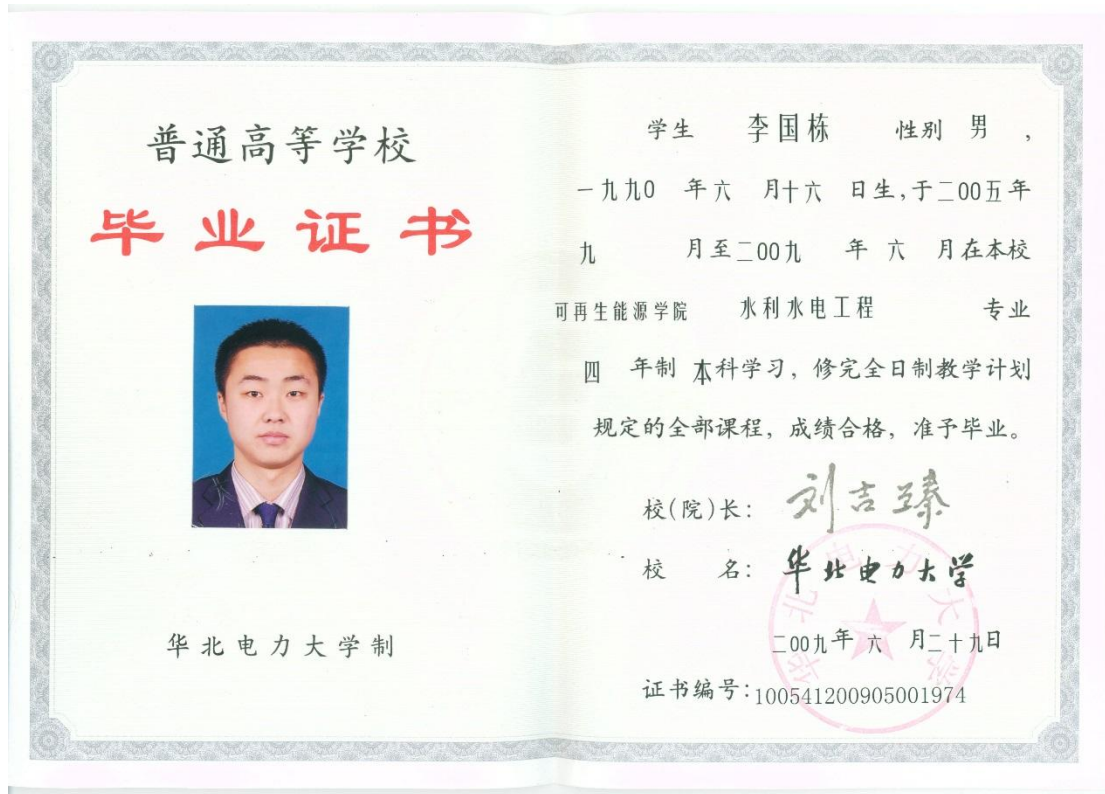 普通高等学校
毕业证书
华北电力大学制
学生 李国栋 性别 男 ,
一九九0 年六 月十六 日生,于二00五年
九 月至二00九 年 六 月在本校
可再生能源学院 水利水电工程 专业
四 年制 本科学习，修完全日制教学计划
规定的全部课程，成绩合格，准予毕业。
校(院)长： 刘吉臻
校 名： 华北电力大学
二00九年 六 月二十九日
证书编号：100541200905001974
华北电力大学